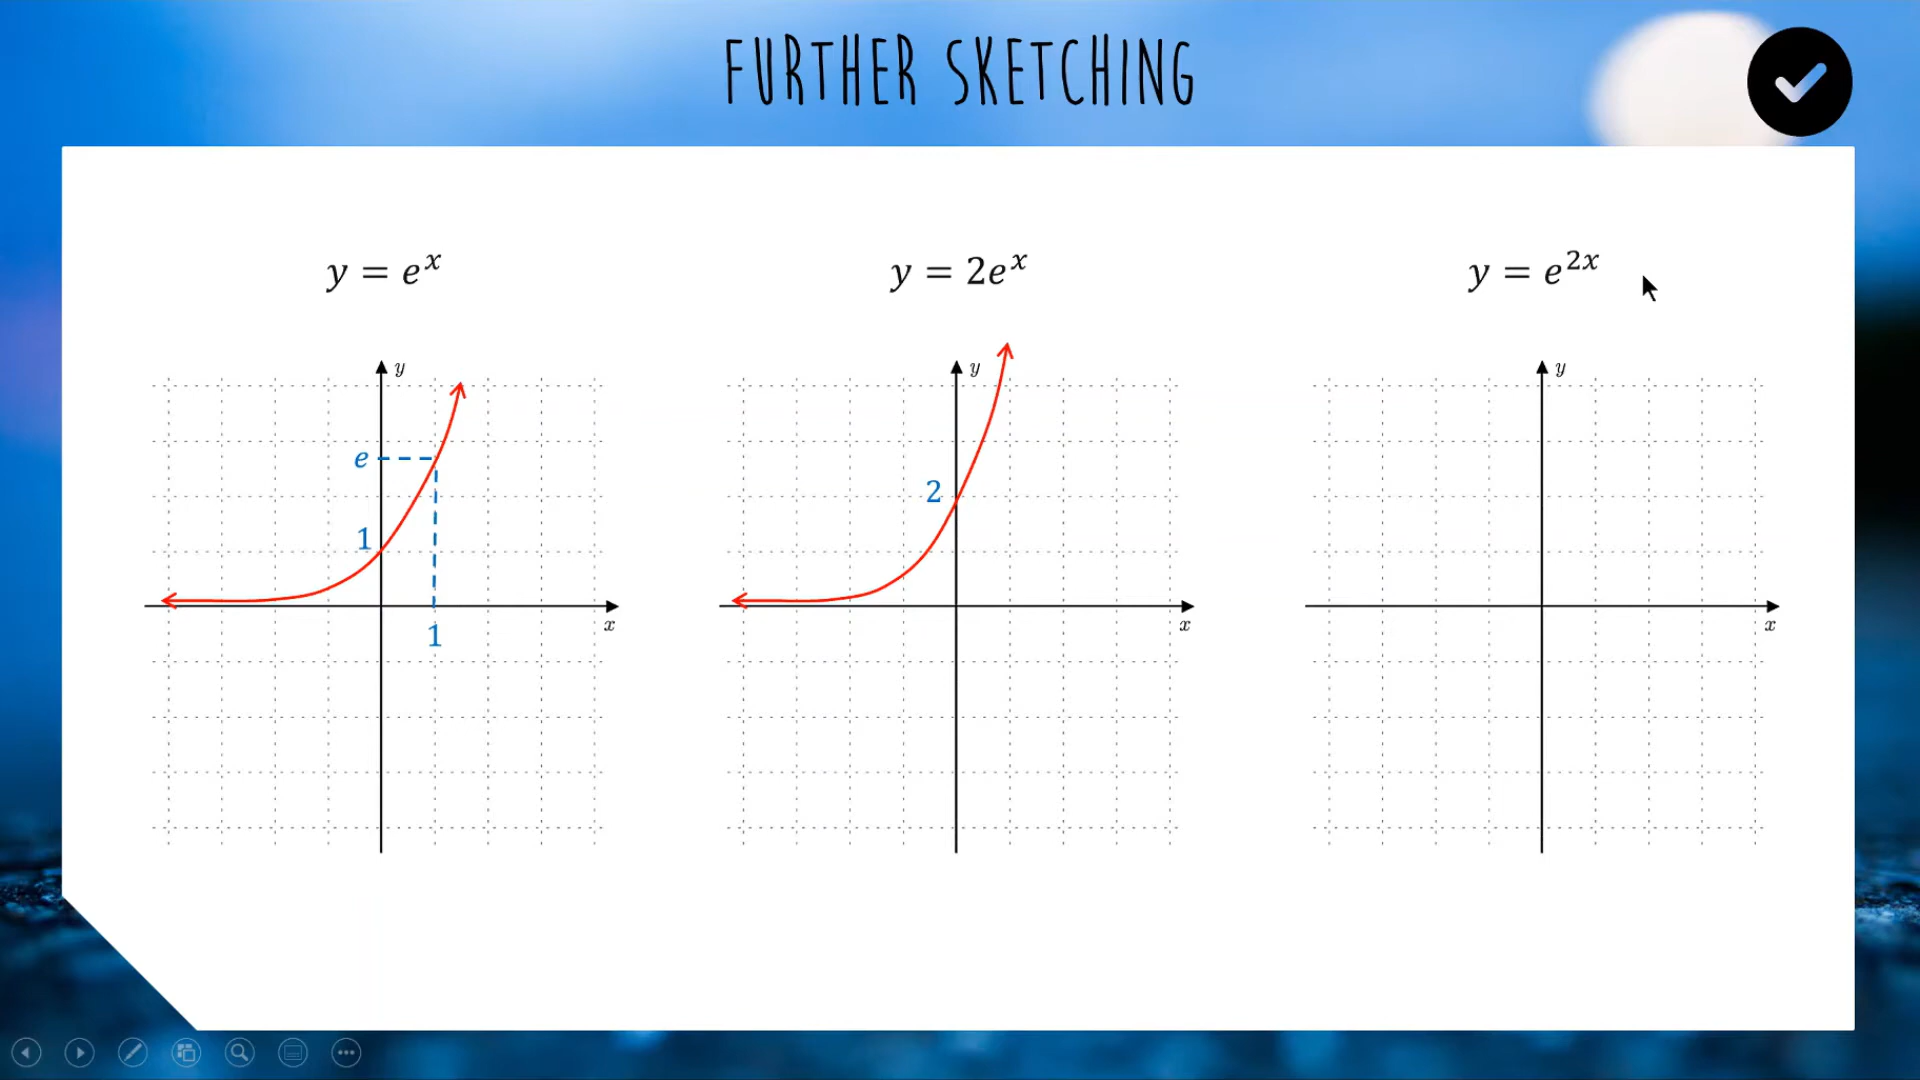 FURTHER SKETCHING
y = e^x
y = 2e^x
y = e^{2x}
y
e
1
x
1
y
2
x
y
x